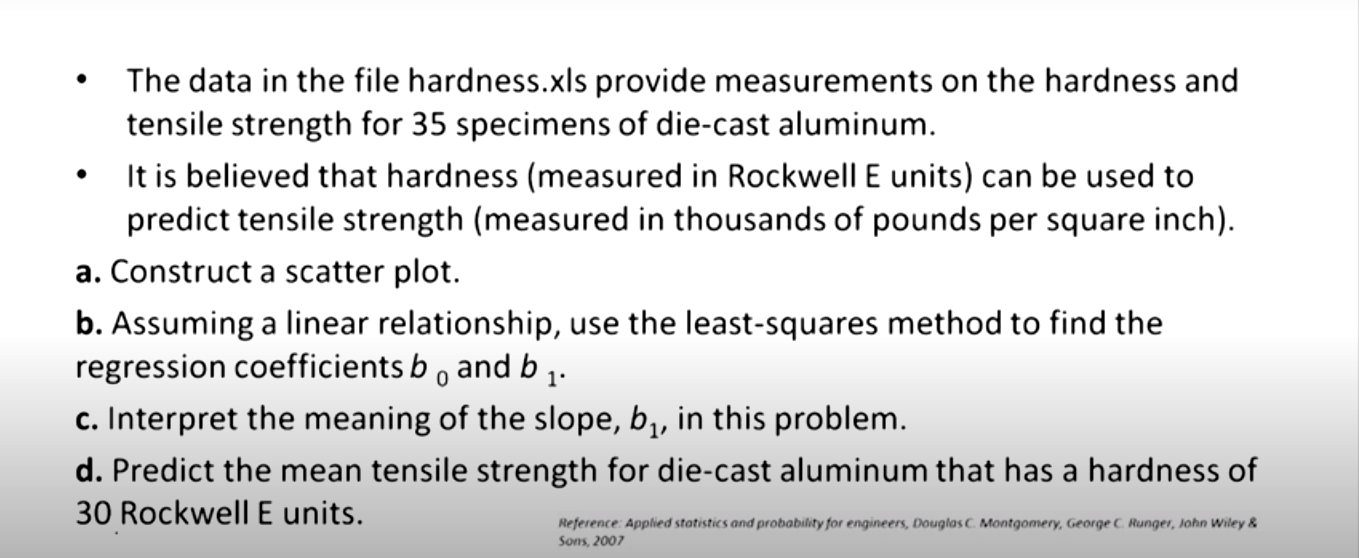 • The data in the file hardness.xls provide measurements on the hardness and
tensile strength for 35 specimens of die-cast aluminum.
• It is believed that hardness (measured in Rockwell E units) can be used to
predict tensile strength (measured in thousands of pounds per square inch).
a. Construct a scatter plot.
b. Assuming a linear relationship, use the least-squares method to find the
regression coefficients b 0 and b 1.
c. Interpret the meaning of the slope, b1, in this problem.
d. Predict the mean tensile strength for die-cast aluminum that has a hardness of
30 Rockwell E units.
Reference: Applied statistics and probability for engineers, Douglas C. Montgomery, George C. Runger, John Wiley &
Sons, 2007